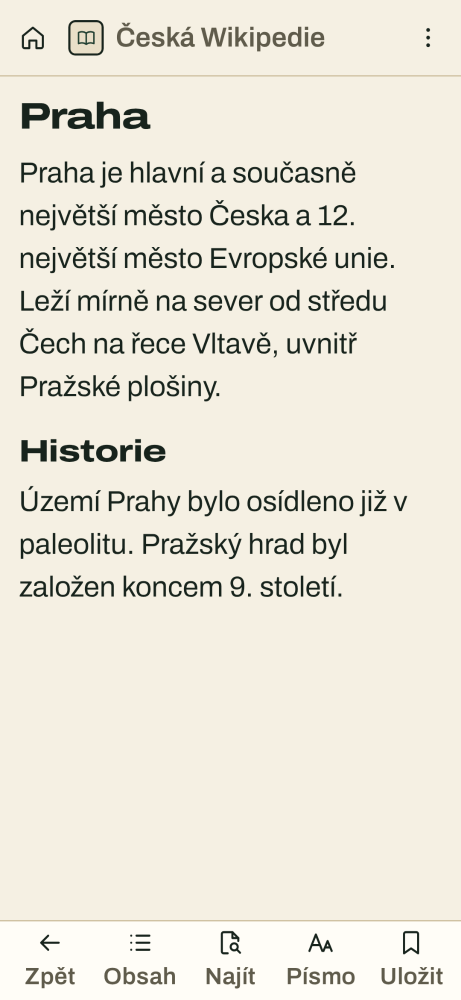 Česká Wikipedie
Praha
Praha je hlavní a současně
největší město Česka a 12.
největší město Evropské unie.
Leží mírně na sever od středu
Čech na řece Vltavě, uvnitř
Pražské plošiny.
Historie
Území Prahy bylo osídleno již v
paleolitu. Pražský hrad byl
založen koncem 9. století.
Zpět Obsah Najít Písmo Uložit